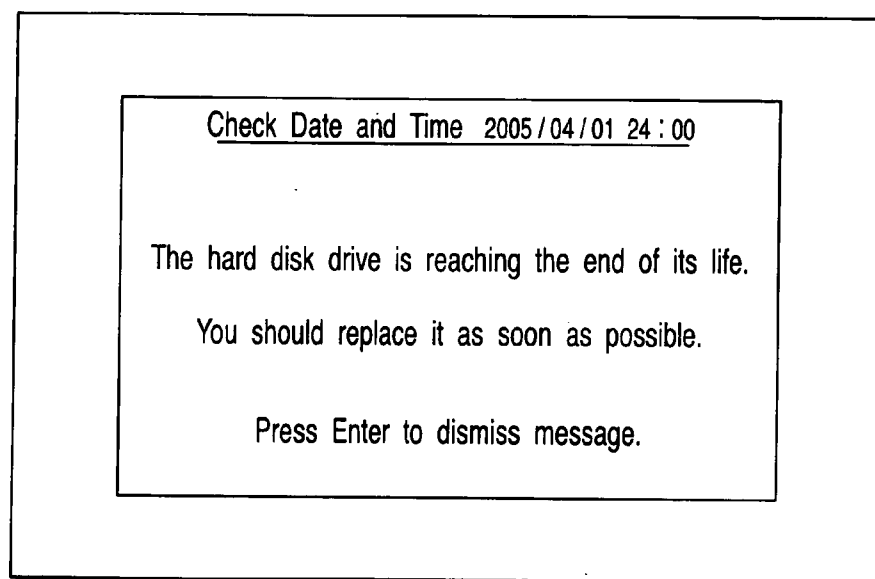 Check Date and Time 2005/04/01 24:00
The hard disk drive is reaching the end of its life.
You should replace it as soon as possible.
Press Enter to dismiss message.